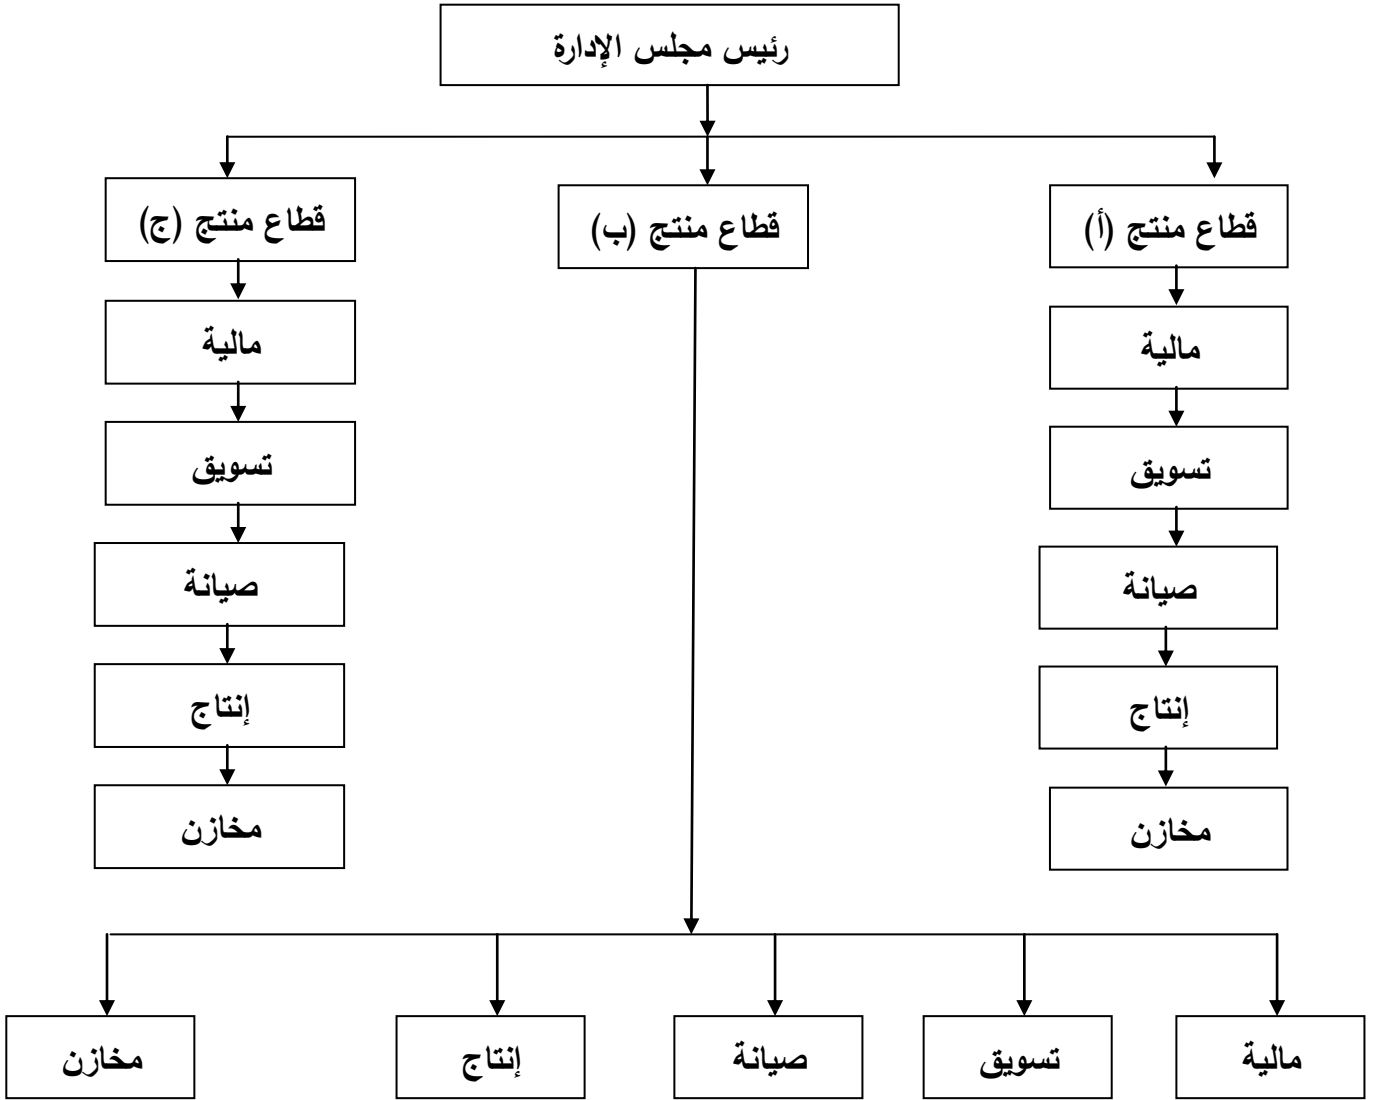 رئيس مجلس الإدارة
قطاع منتج (أ)
قطاع منتج (ب)
قطاع منتج (ج)
مالية
مالية
تسويق
تسويق
صيانة
صيانة
إنتاج
إنتاج
مخازن
مخازن
مالية
تسويق
صيانة
إنتاج
مخازن